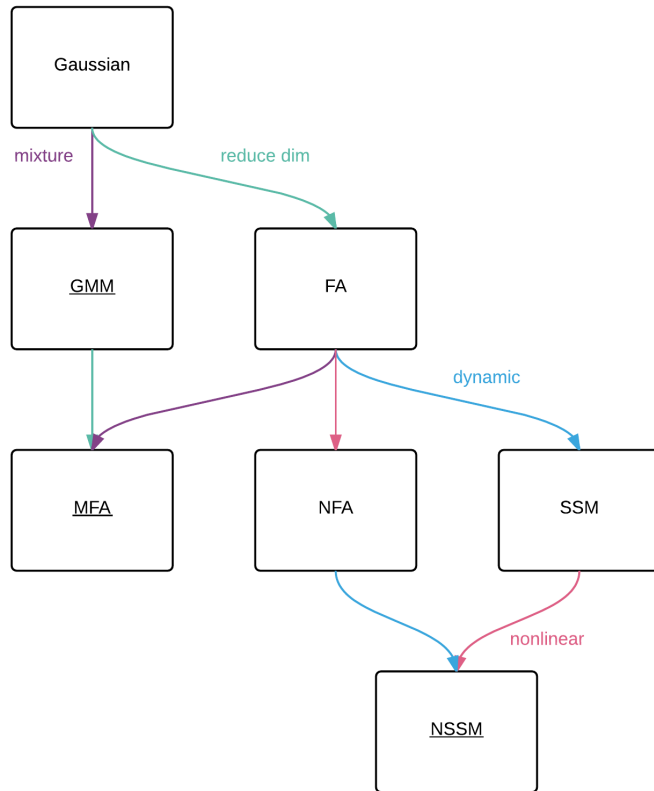 Gaussian
mixture
reduce dim
GMM
FA
dynamic
MFA
NFA
SSM
nonlinear
NSSM